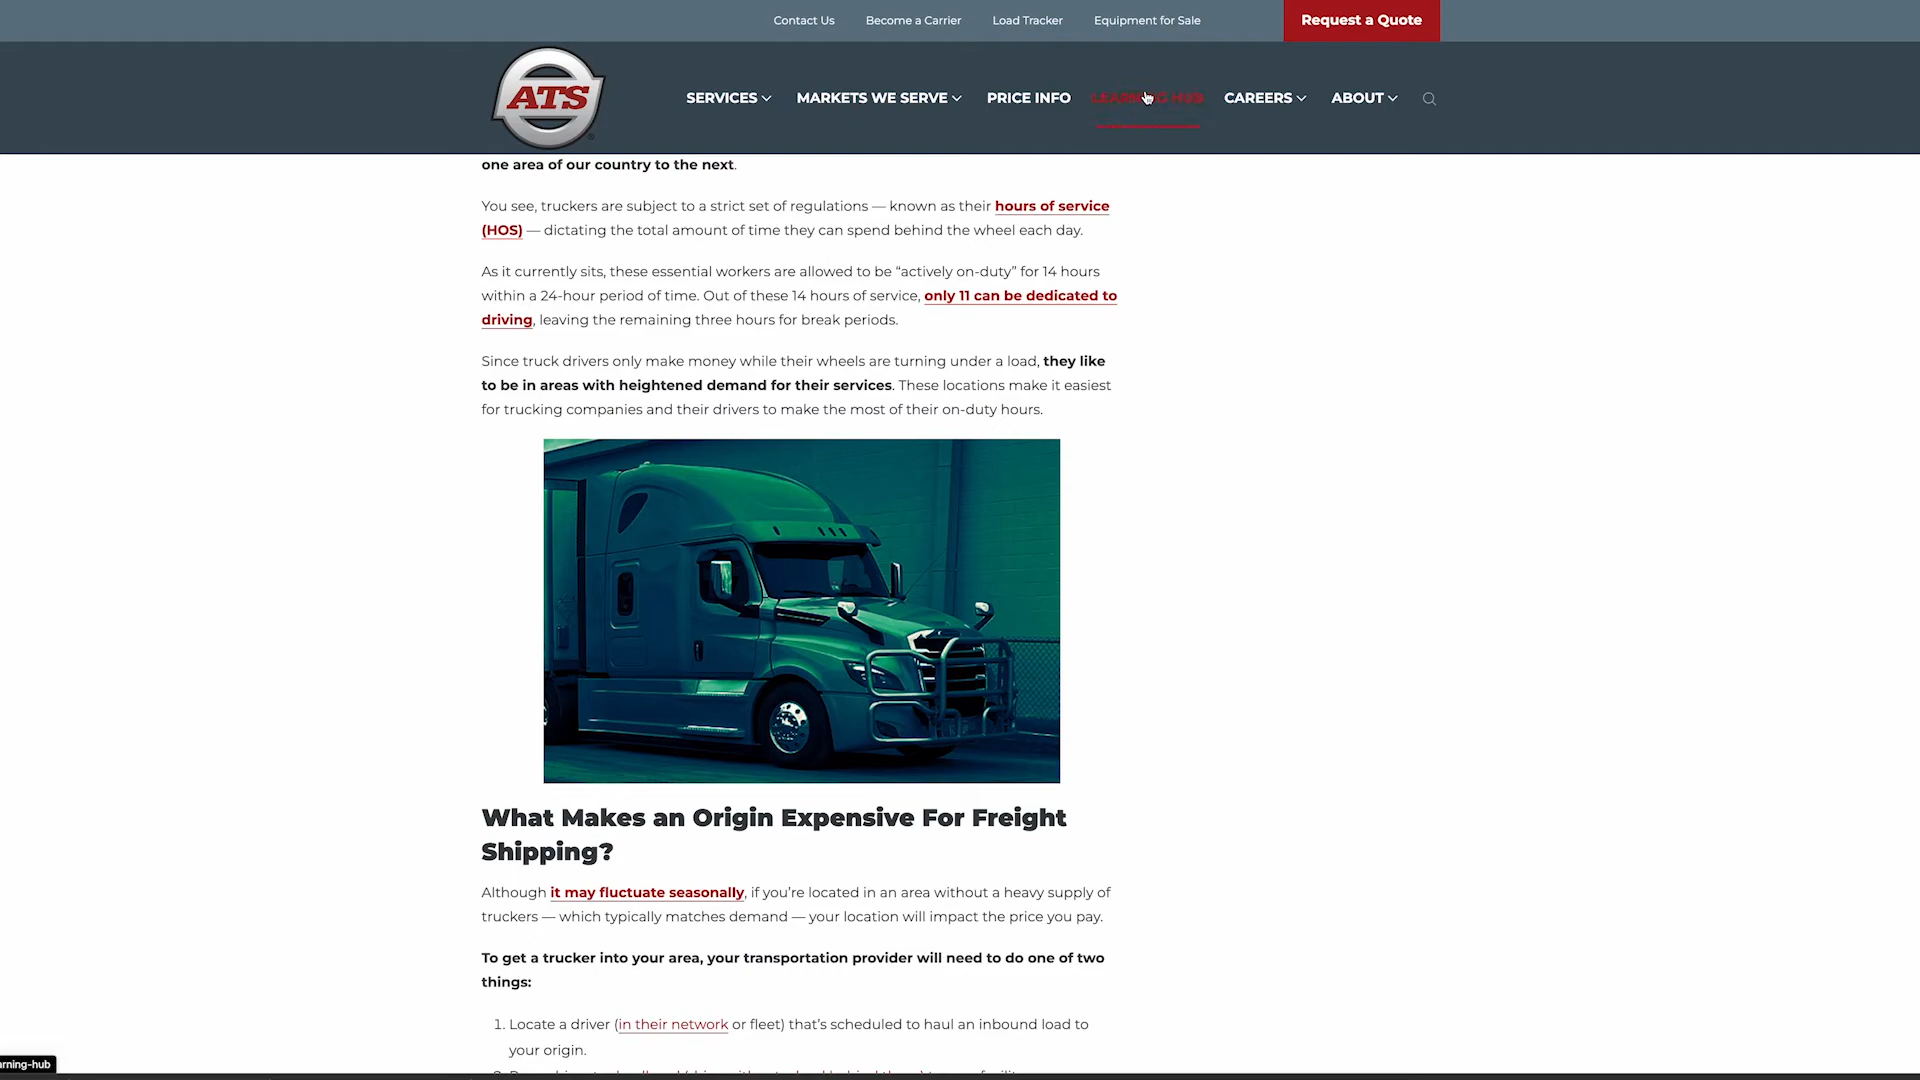 Contact Us Become a Carrier Load Tracker Equipment for Sale Request a Quote
ATS SERVICES MARKETS WE SERVE PRICE INFO LEARNING HUB CAREERS ABOUT
one area of our country to the next.
You see, truckers are subject to a strict set of regulations — known as their hours of service
(HOS) — dictating the total amount of time they can spend behind the wheel each day.
As it currently sits, these essential workers are allowed to be “actively on-duty” for 14 hours
within a 24-hour period of time. Out of these 14 hours of service, only 11 can be dedicated to
driving, leaving the remaining three hours for break periods.
Since truck drivers only make money while their wheels are turning under a load, they like
to be in areas with heightened demand for their services. These locations make it easiest
for trucking companies and their drivers to make the most of their on-duty hours.
What Makes an Origin Expensive For Freight
Shipping?
Although it may fluctuate seasonally, if you’re located in an area without a heavy supply of
truckers — which typically matches demand — your location will impact the price you pay.
To get a trucker into your area, your transportation provider will need to do one of two
things:
1. Locate a driver (in their network or fleet) that’s scheduled to haul an inbound load to
your origin.
arning-hub